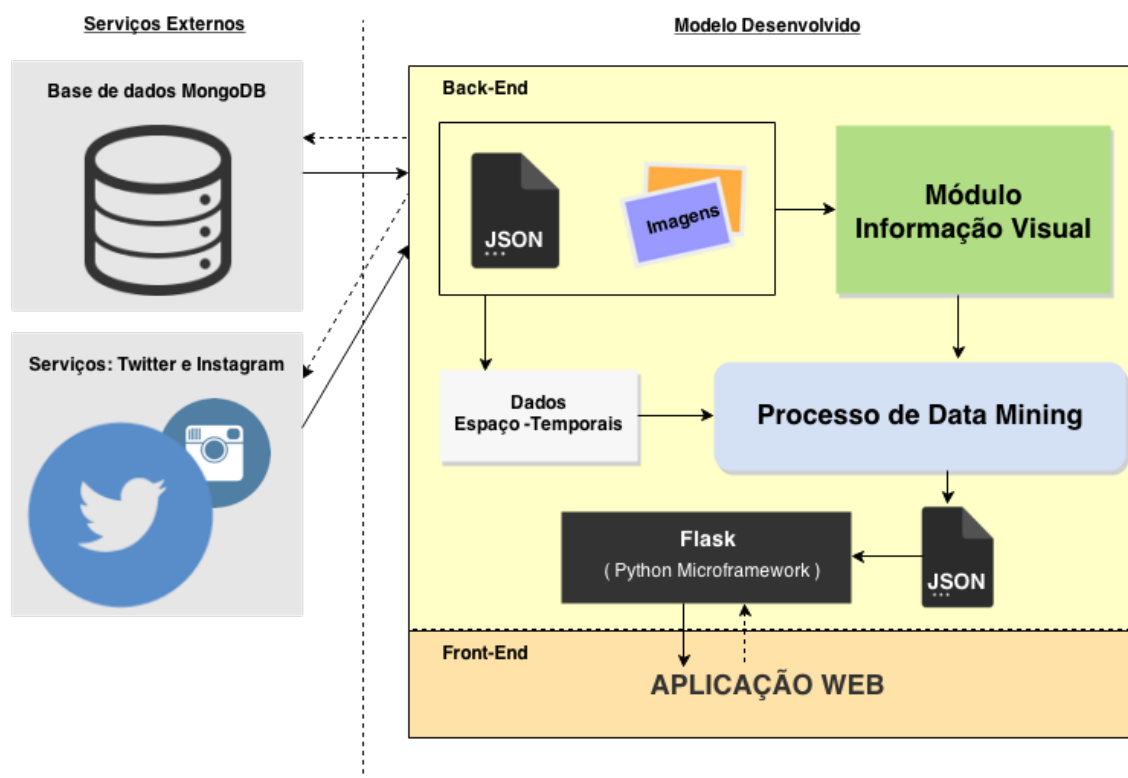 Serviços Externos
Modelo Desenvolvido
Base de dados MongoDB
Serviços: Twitter e Instagram
Back-End
JSON
Imagens
Módulo
Informação Visual
Dados
Espaço -Temporais
Processo de Data Mining
Flask
( Python Microframework )
JSON
Front-End
APLICAÇÃO WEB